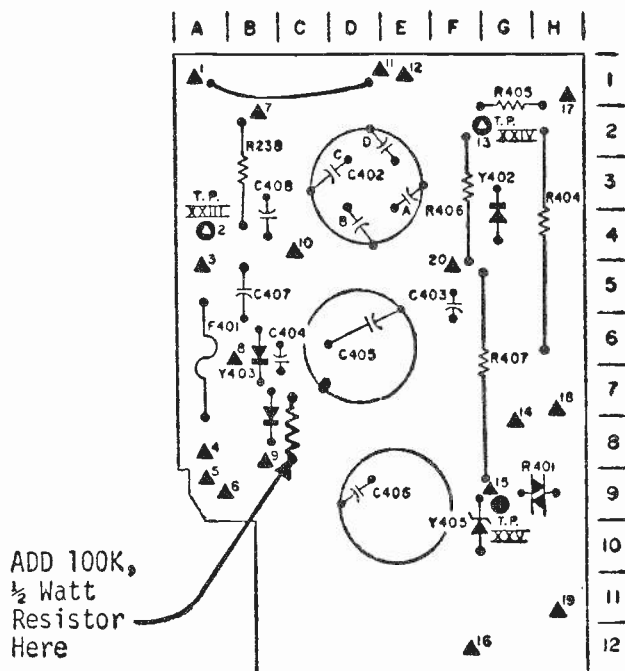 A B C D E F G H
1
1 11 12
R405
17
7
2
T.P.
13 XXIV
R238
D
C
C402
3
C408
Y402
R404
T.P.
XXIII
2
A
B
R406
4
10
3
20
5
C407
C403
F401
C404
6
8
C405
Y403
R407
7
18
14
8
4
9
R401
5
6
C406
15
9
Y405
T.P.
XXV
10
ADD 100K,
½ Watt
Resistor
Here
11
19
12
16